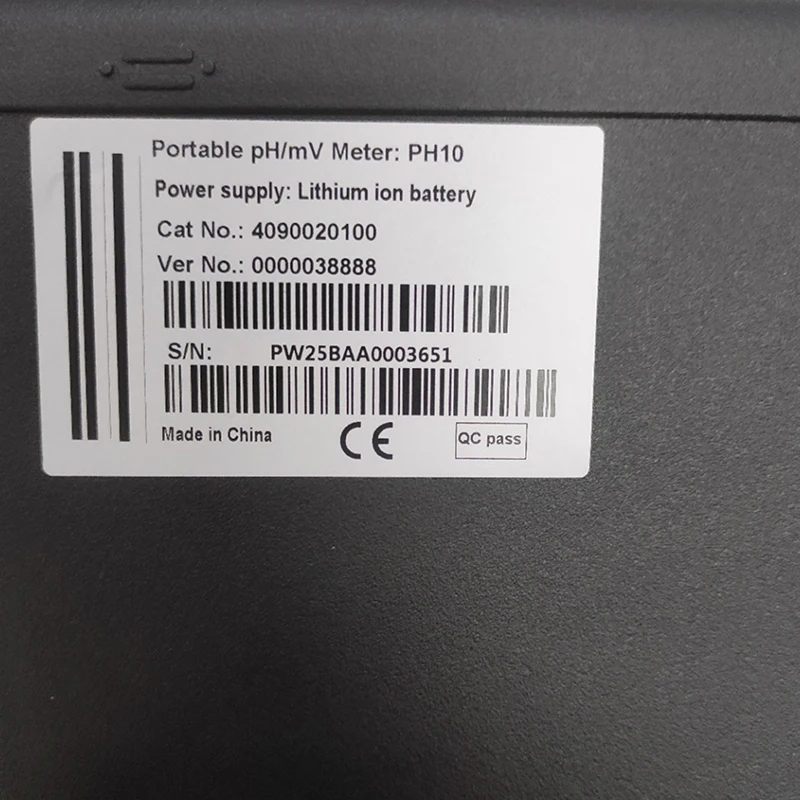 Portable pH/mV Meter: PH10
Power supply: Lithium ion battery
Cat No.: 4090020100
Ver No.: 0000038888
S/N: PW25BAA0003651
Made in China CE QC pass